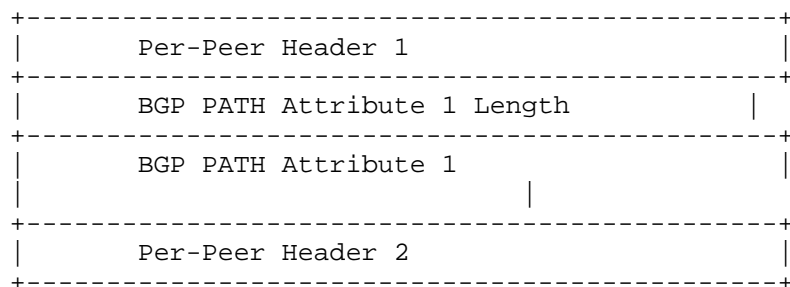 +-----------------------------------------------+
|       Per-Peer Header 1                       |
+-----------------------------------------------+
|       BGP PATH Attribute 1 Length           |
+-----------------------------------------------+
|       BGP PATH Attribute 1                    |
|                               |
+-----------------------------------------------+
|       Per-Peer Header 2                       |
+-----------------------------------------------+